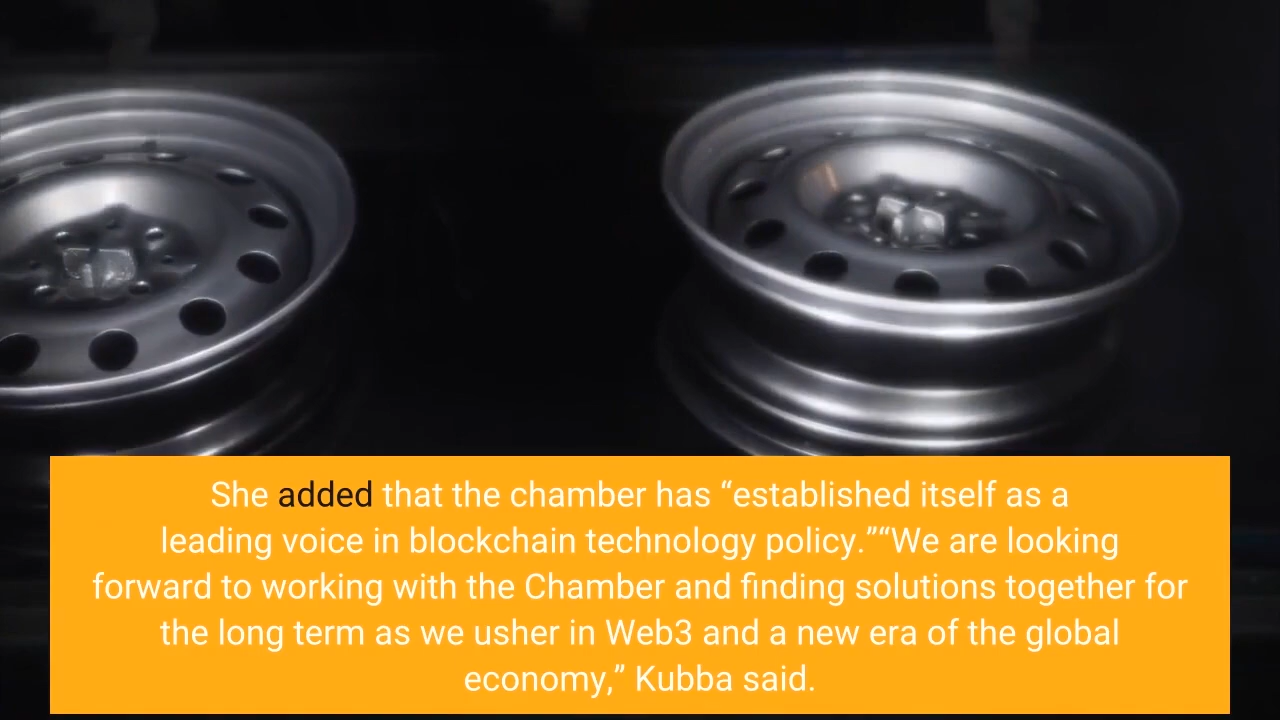 She added that the chamber has “established itself as a
leading voice in blockchain technology policy.”“We are looking
forward to working with the Chamber and finding solutions together for
the long term as we usher in Web3 and a new era of the global
economy,” Kubba said.